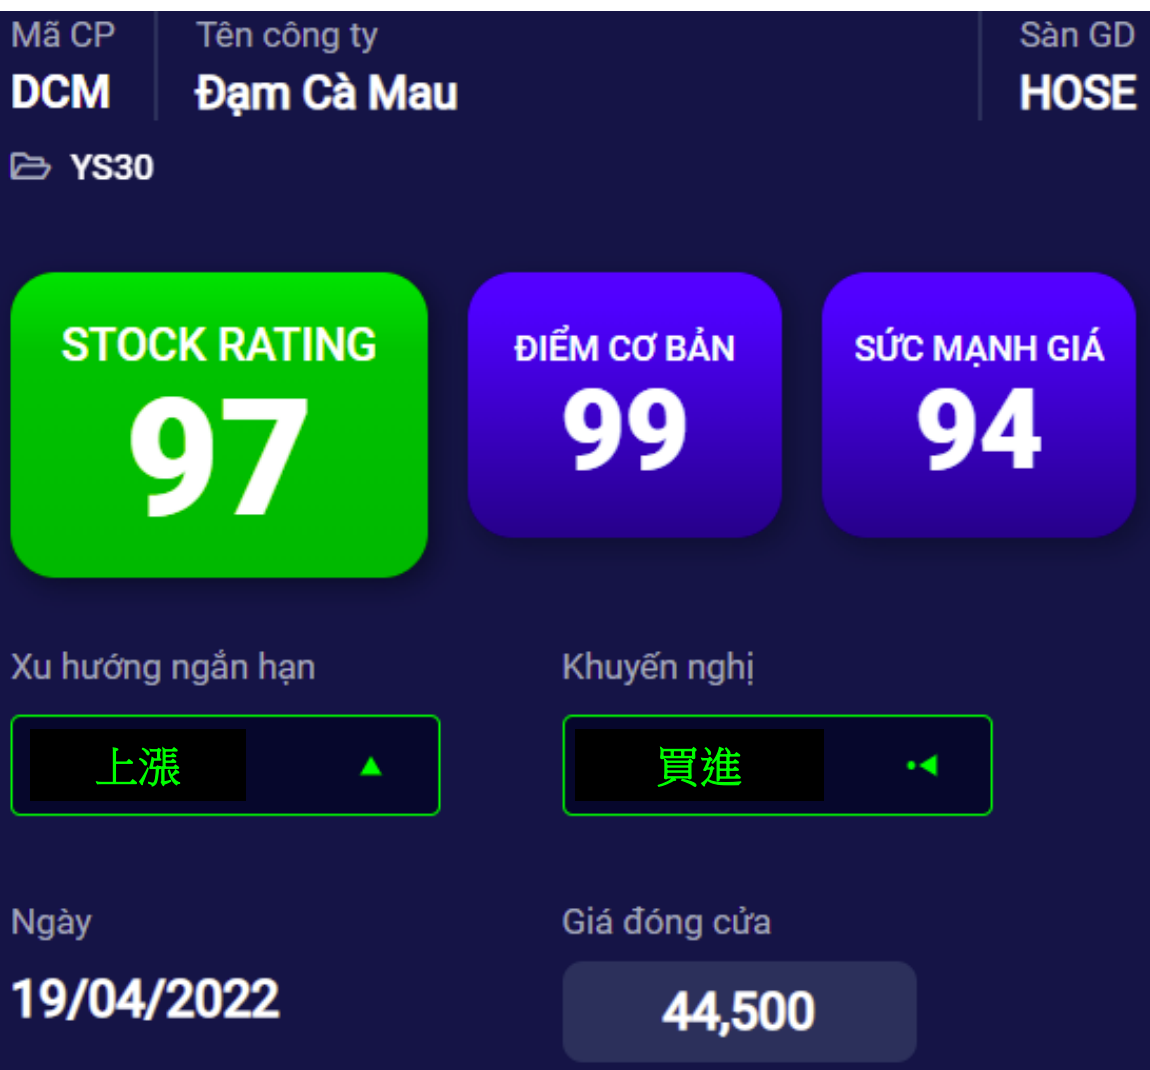 Mã CP Tên công ty Sàn GD
DCM Đạm Cà Mau HOSE
YS30
STOCK RATING ĐIỂM CƠ BẢN SỨC MẠNH GIÁ
97 99 94
Xu hướng ngắn hạn Khuyến nghị
上漲 買進
Ngày Giá đóng cửa
19/04/2022 44,500